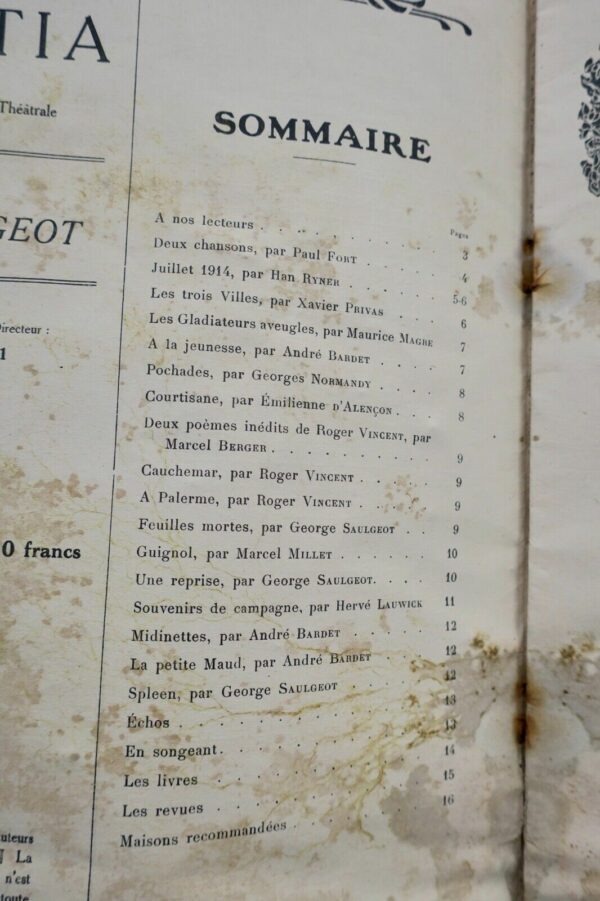 TIA
Théâtrale
GEOT
Directeur :
1
0 francs
uteurs
La
n'est
toute
SOMMAIRE
Pages
A nos lecteurs . . . . . . . . 3
Deux chansons, par Paul FORT . . . . . 4
Juillet 1914, par Han RYNER . . . . . 5-6
Les trois Villes, par Xavier PRIVAS . . . . 6
Les Gladiateurs aveugles, par Maurice MAGRE 7
A la jeunesse, par André BARDET . . . . 7
Pochades, par Georges NORMANDY . . . . 8
Courtisane, par Émilienne D'ALENÇON . . . 8
Deux poèmes inédits de Roger VINCENT, par
Marcel BERGER . . . . . . . . . 9
Cauchemar, par Roger VINCENT . . . . . 9
A Palerme, par Roger VINCENT . . . . . 9
Feuilles mortes, par George SAULGEOT . . 9
Guignol, par Marcel MILLET . . . . . . 10
Une reprise, par George SAULGEOT. . . . 10
Souvenirs de campagne, par Hervé LAUWICK 11
Midinettes, par André BARDET . . . . . 12
La petite Maud, par André BARDET . . . . 12
Spleen, par George SAULGEOT . . . . . 12
Échos . . . . . . . . . . . 13
En songeant. . . . . . . . . . 13
Les livres . . . . . . . . . . 14
Les revues . . . . . . . . . . 15
Maisons recommandées . . . . . . . 16